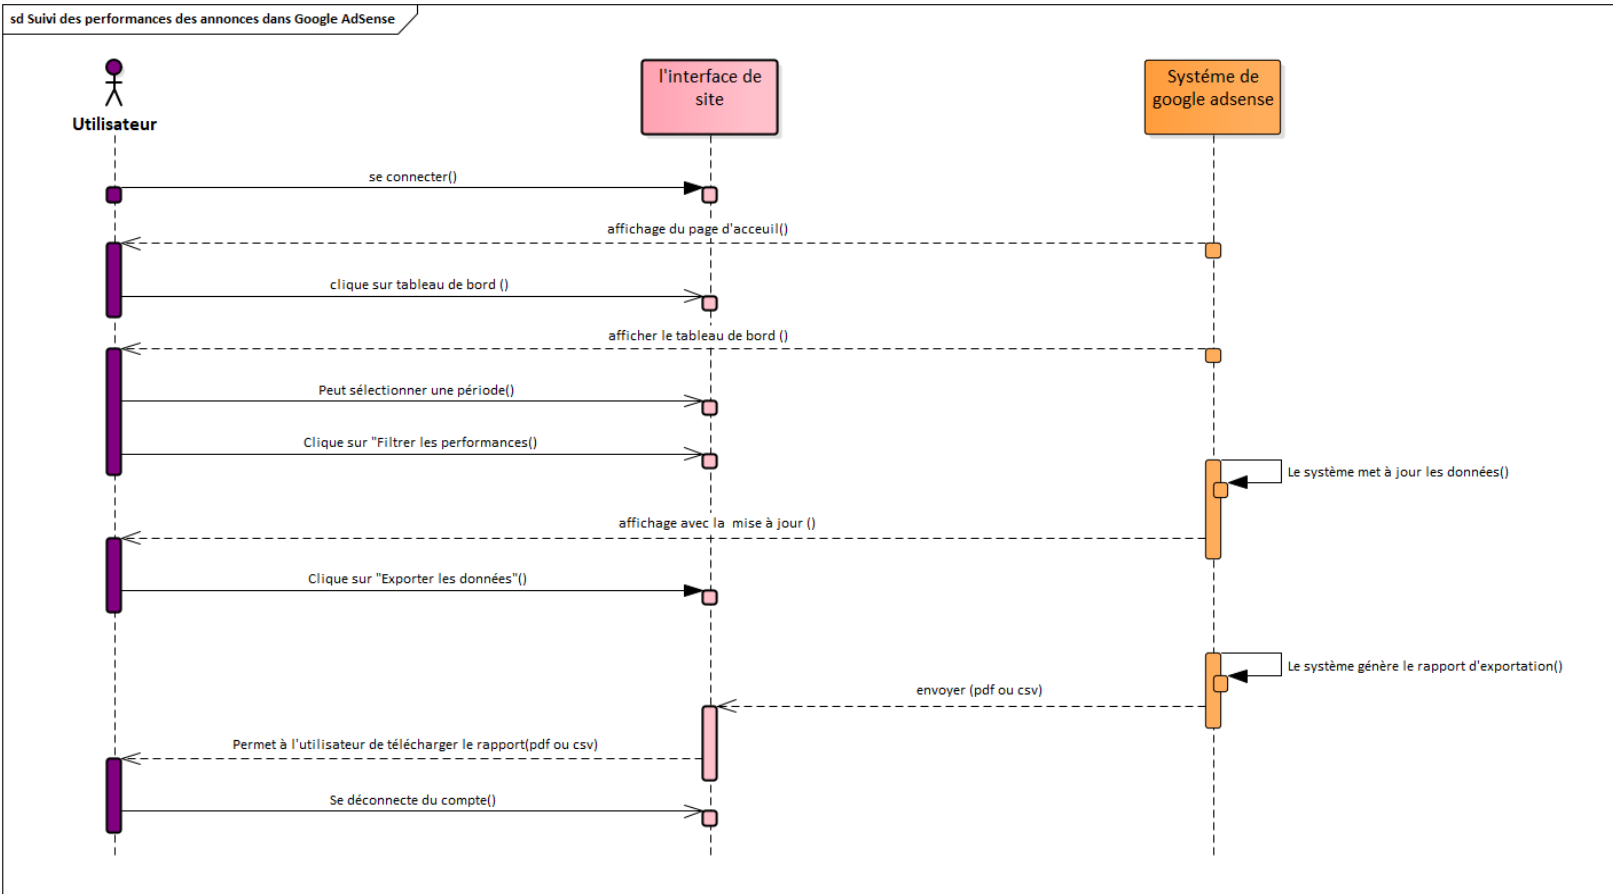 sd Suivi des performances des annonces dans Google AdSense
l'interface de
site
Systéme de
google adsense
Utilisateur
se connecter()
affichage du page d'acceuil()
clique sur tableau de bord ()
afficher le tableau de bord ()
Peut sélectionner une période()
Clique sur "Filtrer les performances()
Le système met à jour les données()
affichage avec la  mise à jour ()
Clique sur "Exporter les données"()
Le système génère le rapport d'exportation()
envoyer (pdf ou csv)
Permet à l'utilisateur de télécharger le rapport(pdf ou csv)
Se déconnecte du compte()